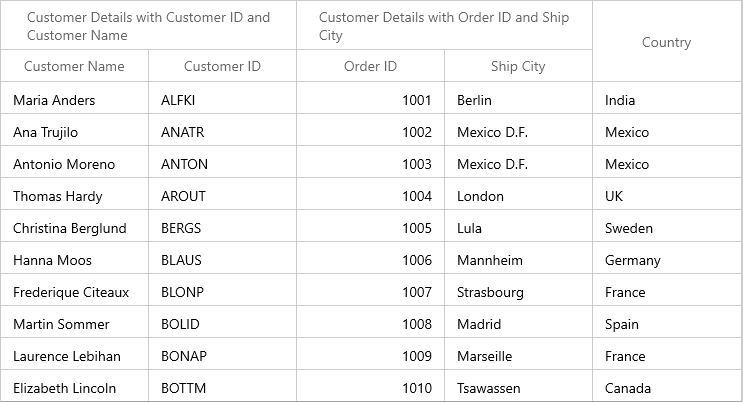 Customer Details with Customer ID and
Customer Name
Customer Details with Order ID and Ship
City
Country
Customer Name Customer ID Order ID Ship City
Maria Anders ALFKI 1001 Berlin India
Ana Trujilo ANATR 1002 Mexico D.F. Mexico
Antonio Moreno ANTON 1003 Mexico D.F. Mexico
Thomas Hardy AROUT 1004 London UK
Christina Berglund BERGS 1005 Lula Sweden
Hanna Moos BLAUS 1006 Mannheim Germany
Frederique Citeaux BLONP 1007 Strasbourg France
Martin Sommer BOLID 1008 Madrid Spain
Laurence Lebihan BONAP 1009 Marseille France
Elizabeth Lincoln BOTTM 1010 Tsawassen Canada